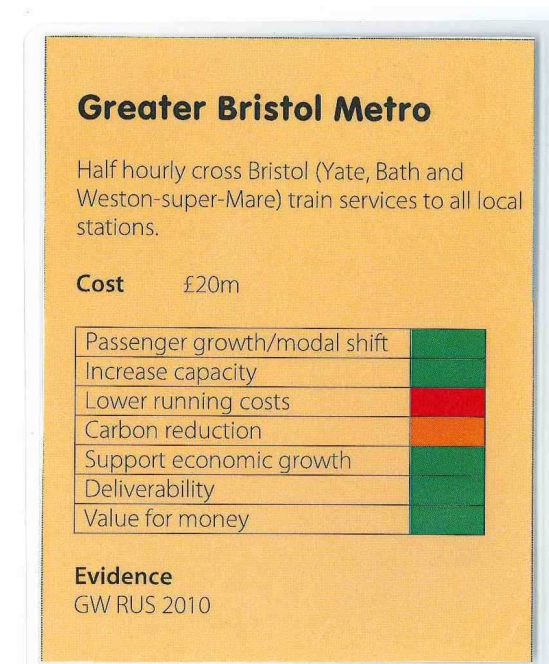 Greater Bristol Metro
Half hourly cross Bristol (Yate, Bath and
Weston-super-Mare) train services to all local
stations.
Cost £20m
Passenger growth/modal shift
Increase capacity
Lower running costs
Carbon reduction
Support economic growth
Deliverability
Value for money
Evidence
GW RUS 2010